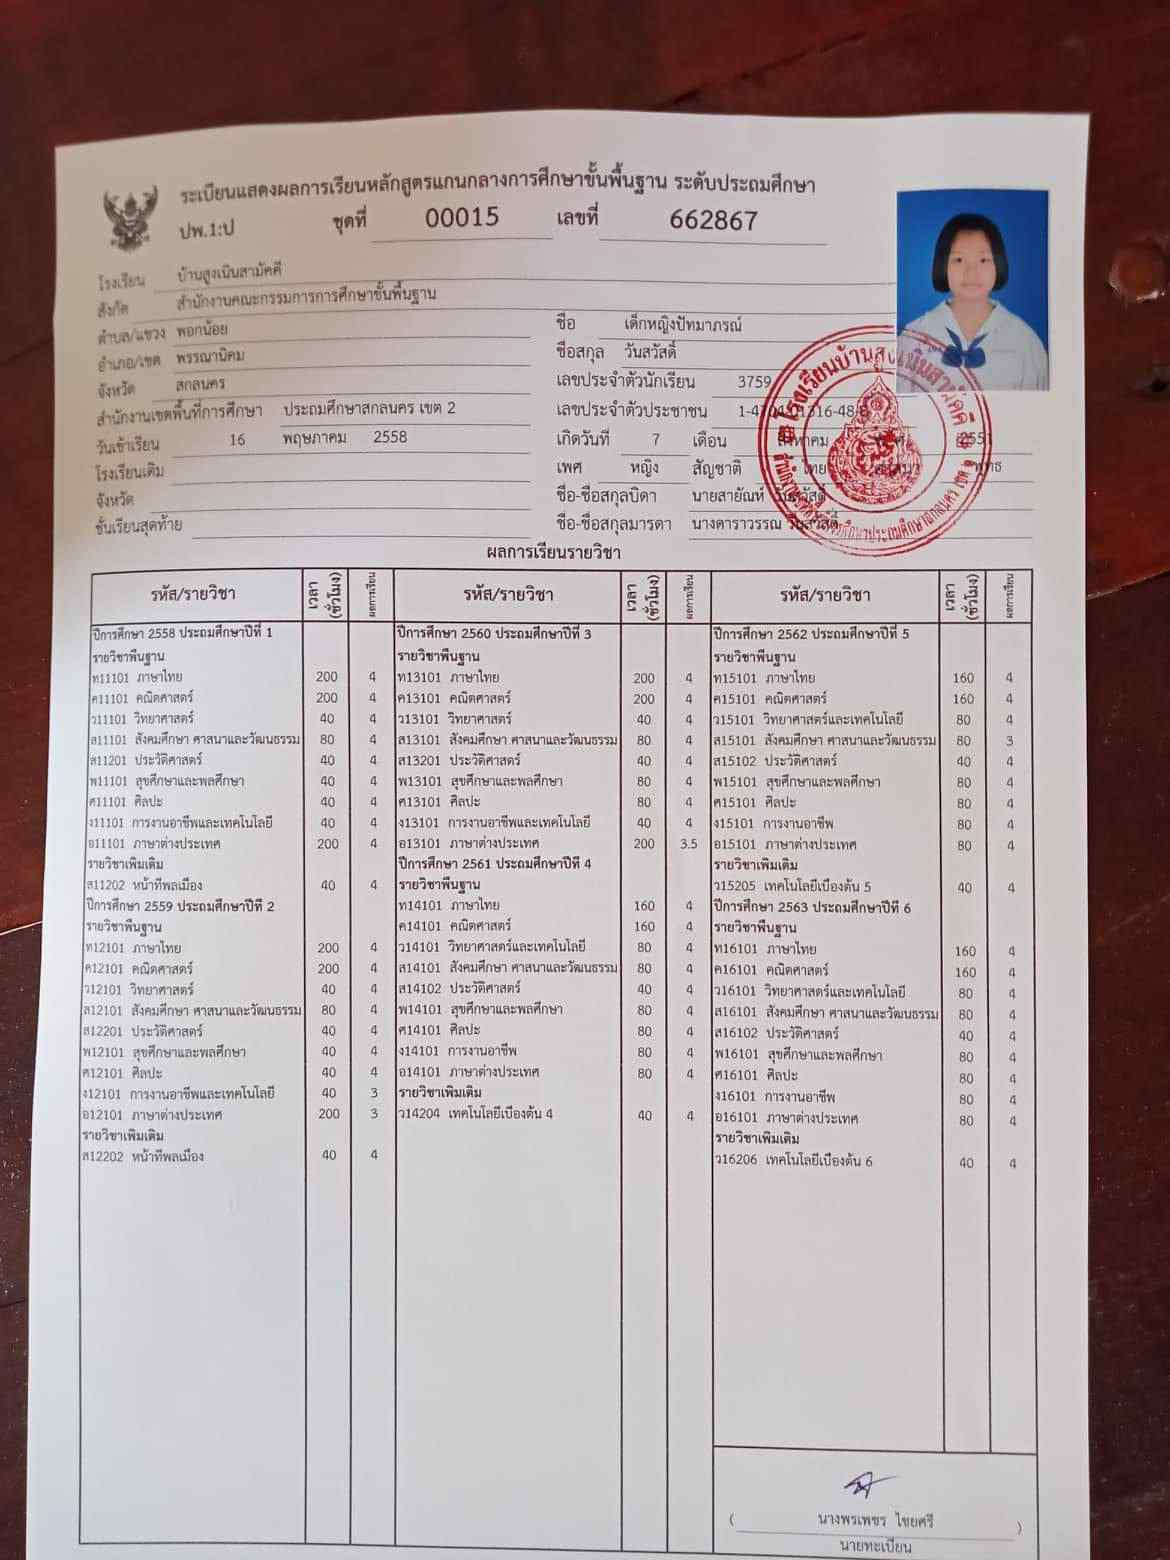 ระเบียนแสดงผลการเรียนหลักสูตรแกนกลางการศึกษาขั้นพื้นฐาน ระดับประถมศึกษา
ปพ.1:ป ชุดที่ 00015 เลขที่ 662867
โรงเรียน บ้านสูงเนินสามัคคี
สังกัด สำนักงานคณะกรรมการการศึกษาขั้นพื้นฐาน
ตำบล/แขวง พอกน้อย
อำเภอ/เขต พรรณานิคม
จังหวัด สกลนคร
สำนักงานเขตพื้นที่การศึกษา ประถมศึกษาสกลนคร เขต 2
วันเข้าเรียน 16 พฤษภาคม 2558
โรงเรียนเดิม
จังหวัด
ชั้นเรียนสุดท้าย
ชื่อ เด็กหญิงปัทมาภรณ์
ชื่อสกุล วันสวัสดิ์
เลขประจำตัวนักเรียน 3759
เลขประจำตัวประชาชน
เกิดวันที่ 7 เดือน สิงหาคม 2551
เพศ หญิง สัญชาติ ไทย ศาสนา พุทธ
ชื่อ-ชื่อสกุลบิดา นายสายัณห์ วันสวัสดิ์
ชื่อ-ชื่อสกุลมารดา นางดาราวรรณ วันสวัสดิ์
โรงเรียนบ้านสูงเนินสามัคคี
ผลการเรียนรายวิชา
รหัส/รายวิชา เวลา (ชั่วโมง) ผลการเรียน
ปีการศึกษา 2558 ประถมศึกษาปีที่ 1
รายวิชาพื้นฐาน
ท11101 ภาษาไทย 200 4
ค11101 คณิตศาสตร์ 200 4
ว11101 วิทยาศาสตร์ 40 4
ส11101 สังคมศึกษา ศาสนาและวัฒนธรรม 80 4
ส11201 ประวัติศาสตร์ 40 4
พ11101 สุขศึกษาและพลศึกษา 40 4
ศ11101 ศิลปะ 40 4
ง11101 การงานอาชีพและเทคโนโลยี 40 4
อ11101 ภาษาต่างประเทศ 200 4
รายวิชาเพิ่มเติม
ส11202 หน้าที่พลเมือง 40 4
ปีการศึกษา 2559 ประถมศึกษาปีที่ 2
รายวิชาพื้นฐาน
ท12101 ภาษาไทย 200 4
ค12101 คณิตศาสตร์ 200 4
ว12101 วิทยาศาสตร์ 40 4
ส12101 สังคมศึกษา ศาสนาและวัฒนธรรม 80 4
ส12201 ประวัติศาสตร์ 40 4
พ12101 สุขศึกษาและพลศึกษา 40 4
ศ12101 ศิลปะ 40 4
ง12101 การงานอาชีพและเทคโนโลยี 40 3
อ12101 ภาษาต่างประเทศ 200 3
รายวิชาเพิ่มเติม
ส12202 หน้าที่พลเมือง 40 4
รหัส/รายวิชา เวลา (ชั่วโมง) ผลการเรียน
ปีการศึกษา 2560 ประถมศึกษาปีที่ 3
รายวิชาพื้นฐาน
ท13101 ภาษาไทย 200 4
ค13101 คณิตศาสตร์ 200 4
ว13101 วิทยาศาสตร์ 40 4
ส13101 สังคมศึกษา ศาสนาและวัฒนธรรม 80 4
ส13201 ประวัติศาสตร์ 40 4
พ13101 สุขศึกษาและพลศึกษา 80 4
ศ13101 ศิลปะ 80 4
ง13101 การงานอาชีพและเทคโนโลยี 40 4
อ13101 ภาษาต่างประเทศ 200 3.5
ปีการศึกษา 2561 ประถมศึกษาปีที่ 4
รายวิชาพื้นฐาน
ท14101 ภาษาไทย 160 4
ค14101 คณิตศาสตร์ 160 4
ว14101 วิทยาศาสตร์และเทคโนโลยี 80 4
ส14101 สังคมศึกษา ศาสนาและวัฒนธรรม 80 4
ส14102 ประวัติศาสตร์ 40 4
พ14101 สุขศึกษาและพลศึกษา 80 4
ศ14101 ศิลปะ 80 4
ง14101 การงานอาชีพ 80 4
อ14101 ภาษาต่างประเทศ 80 4
รายวิชาเพิ่มเติม
ว14204 เทคโนโลยีเบื้องต้น 4 40 4
รหัส/รายวิชา เวลา (ชั่วโมง) ผลการเรียน
ปีการศึกษา 2562 ประถมศึกษาปีที่ 5
รายวิชาพื้นฐาน
ท15101 ภาษาไทย 160 4
ค15101 คณิตศาสตร์ 160 4
ว15101 วิทยาศาสตร์และเทคโนโลยี 80 4
ส15101 สังคมศึกษา ศาสนาและวัฒนธรรม 80 3
ส15102 ประวัติศาสตร์ 40 4
พ15101 สุขศึกษาและพลศึกษา 80 4
ศ15101 ศิลปะ 80 4
ง15101 การงานอาชีพ 80 4
อ15101 ภาษาต่างประเทศ 80 4
รายวิชาเพิ่มเติม
ว15205 เทคโนโลยีเบื้องต้น 5 40 4
ปีการศึกษา 2563 ประถมศึกษาปีที่ 6
รายวิชาพื้นฐาน
ท16101 ภาษาไทย 160 4
ค16101 คณิตศาสตร์ 160 4
ว16101 วิทยาศาสตร์และเทคโนโลยี 80 4
ส16101 สังคมศึกษา ศาสนาและวัฒนธรรม 80 4
ส16102 ประวัติศาสตร์ 40 4
พ16101 สุขศึกษาและพลศึกษา 80 4
ศ16101 ศิลปะ 80 4
ง16101 การงานอาชีพ 80 4
อ16101 ภาษาต่างประเทศ 80 4
รายวิชาเพิ่มเติม
ว16206 เทคโนโลยีเบื้องต้น 6 40 4
( นางพรเพชร ไขยศรี )
นายทะเบียน